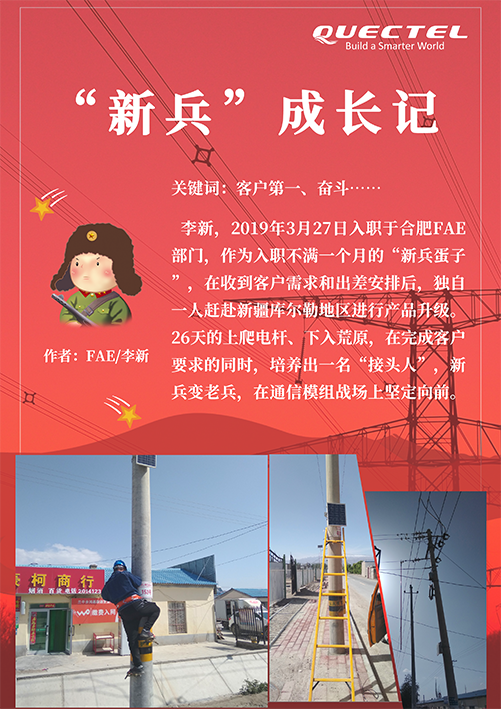 QUECTEL
Build a Smarter World
“新兵”成长记
关键词：客户第一、奋斗……
李新，2019年3月27日入职于合肥FAE
部门，作为入职不满一个月的“新兵蛋子
”，在收到客户需求和出差安排后，独自
一人赶赴新疆库尔勒地区进行产品升级。
26天的上爬电杆、下入荒原，在完成客户
要求的同时，培养出一名“接头人”，新
兵变老兵，在通信模组战场上坚定向前。
作者：FAE/李新
柯商行